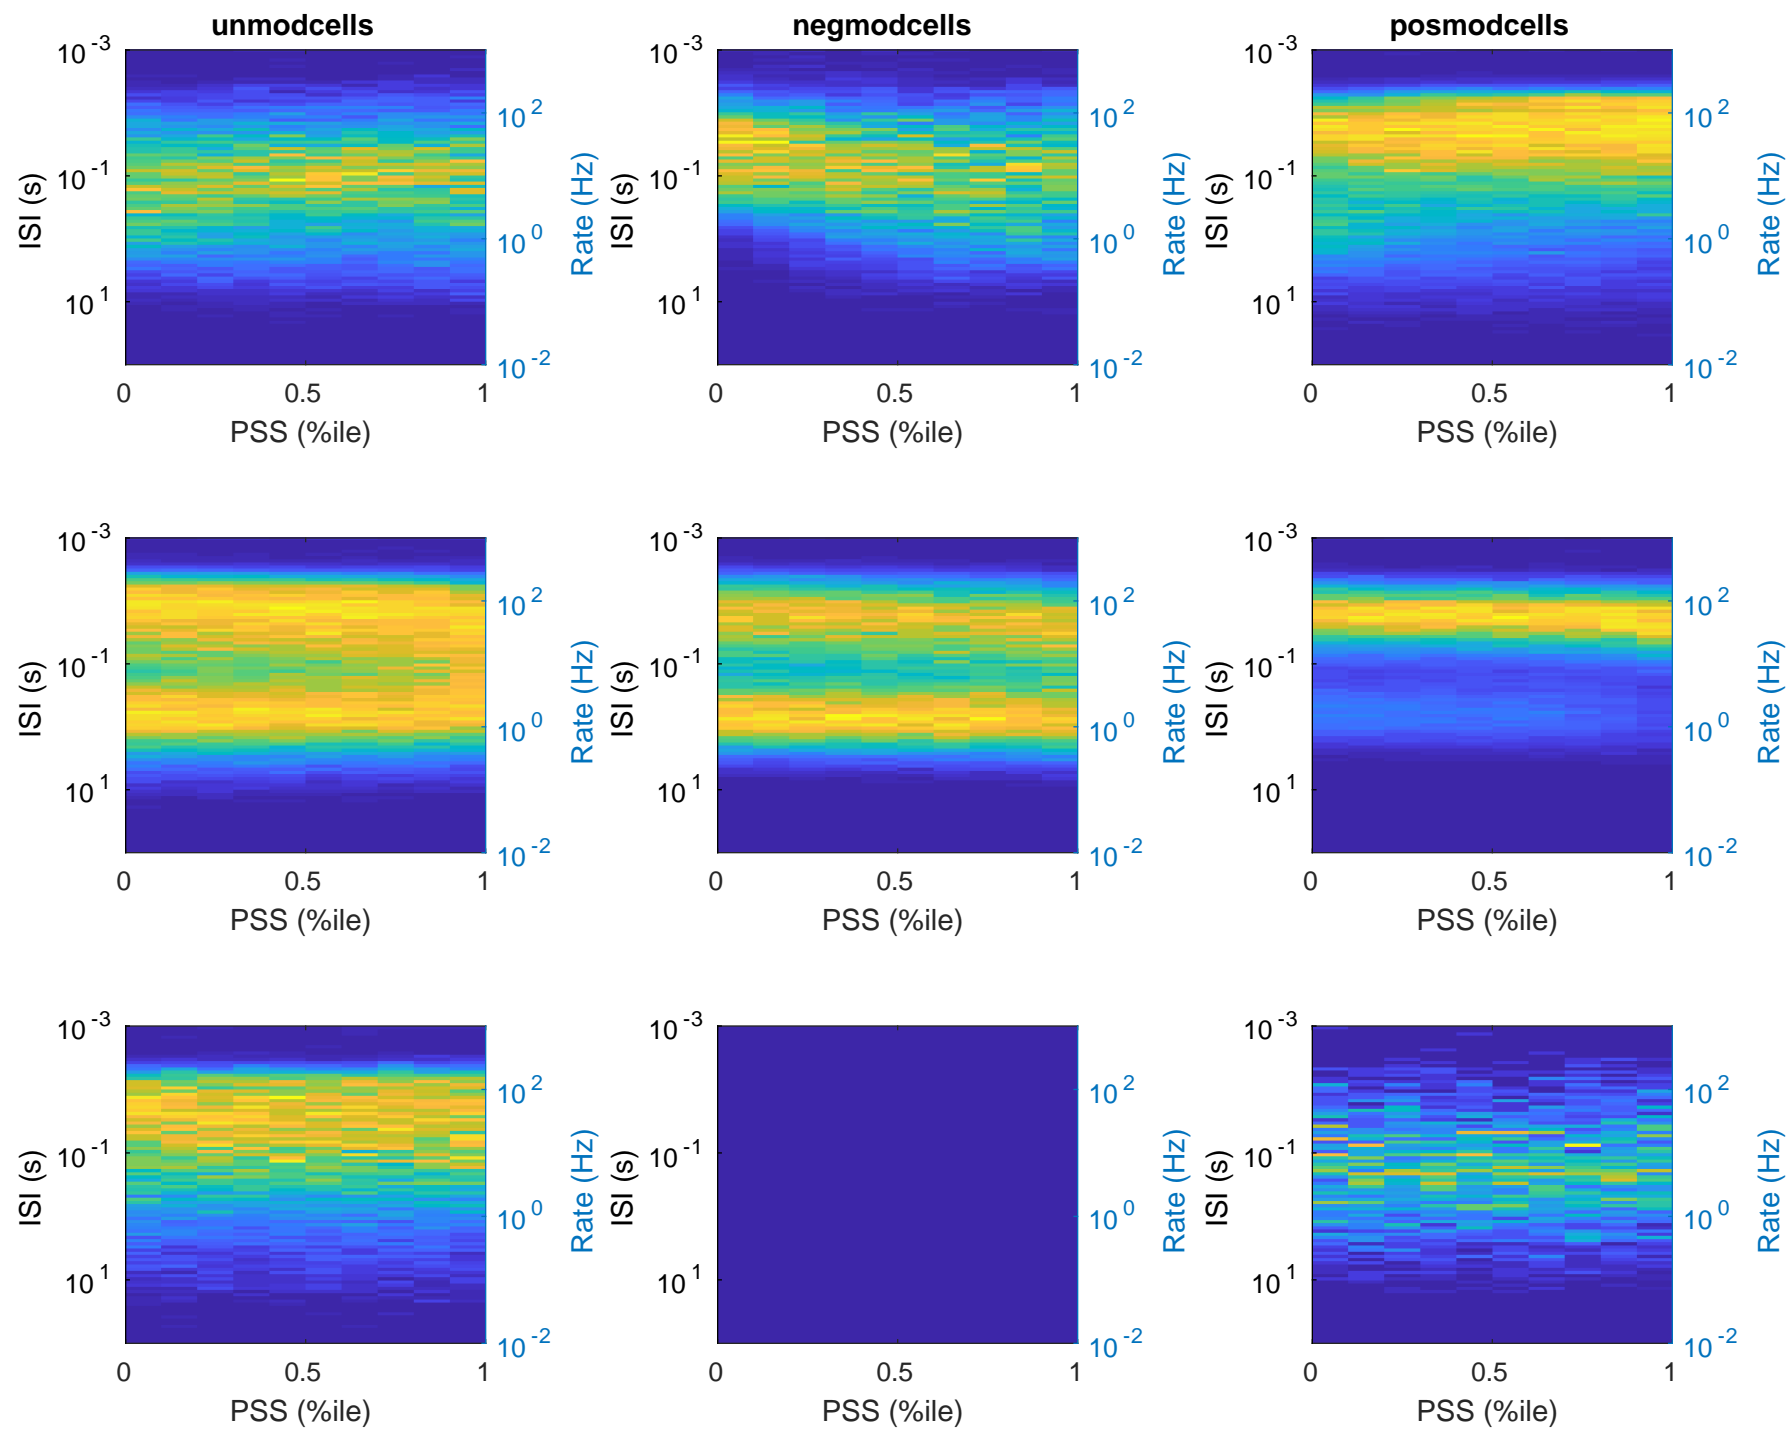 unmodcells negmodcells posmodcells
10^-3 10^-3 10^-3
10^2 10^2 10^2
10^-1 10^-1 10^-1
ISI (s) Rate (Hz) ISI (s) Rate (Hz) ISI (s) Rate (Hz)
10^0 10^0 10^0
10^1 10^1 10^1
10^-2 10^-2 10^-2
0 0.5 1 0 0.5 1 0 0.5 1
PSS (%ile) PSS (%ile) PSS (%ile)
10^-3 10^-3 10^-3
10^2 10^2 10^2
10^-1 10^-1 10^-1
ISI (s) Rate (Hz) ISI (s) Rate (Hz) ISI (s) Rate (Hz)
10^0 10^0 10^0
10^1 10^1 10^1
10^-2 10^-2 10^-2
0 0.5 1 0 0.5 1 0 0.5 1
PSS (%ile) PSS (%ile) PSS (%ile)
10^-3 10^-3 10^-3
10^2 10^2 10^2
10^-1 10^-1 10^-1
ISI (s) Rate (Hz) ISI (s) Rate (Hz) ISI (s) Rate (Hz)
10^0 10^0 10^0
10^1 10^1 10^1
10^-2 10^-2 10^-2
0 0.5 1 0 0.5 1 0 0.5 1
PSS (%ile) PSS (%ile) PSS (%ile)